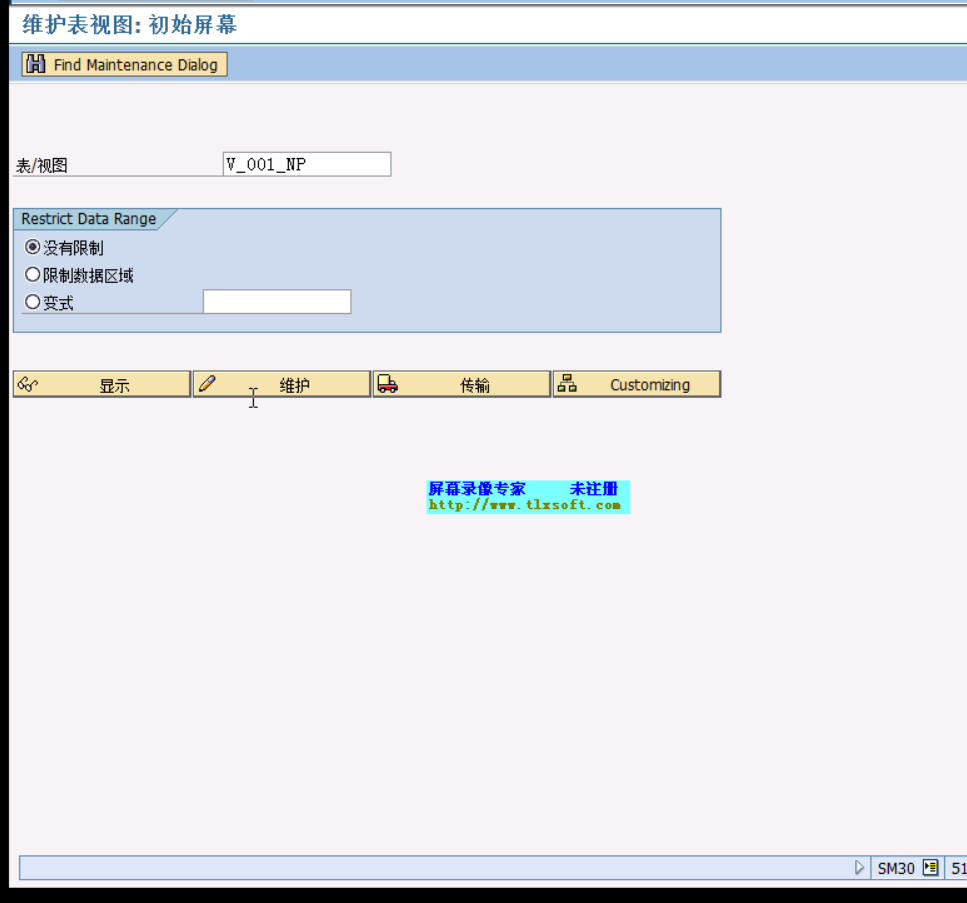 维护表视图: 初始屏幕
Find Maintenance Dialog
表/视图 V_001_NP
Restrict Data Range
没有限制
限制数据区域
变式
显示 维护 传输 Customizing
屏幕录像专家 未注册
http://www.tlxsoft.com
SM30 51